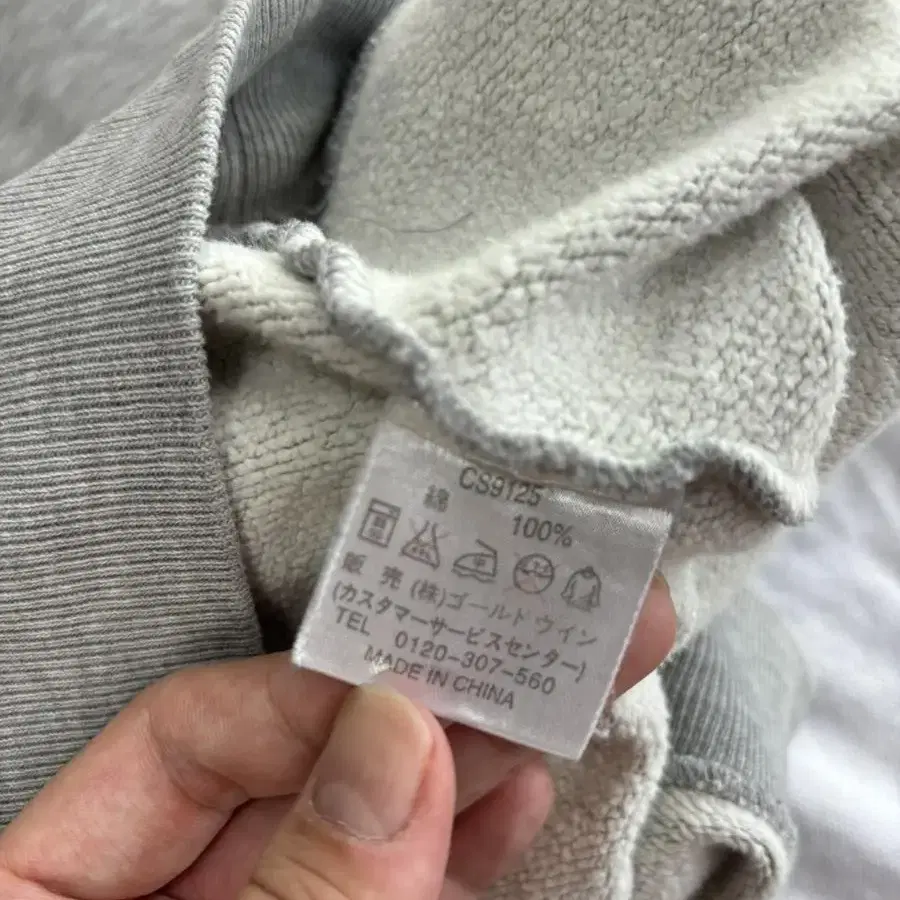 CS9125
綿 100%
中
販 売 (株)ゴールドウイン
(カスタマーサービスセンター)
TEL 0120-307-560
MADE IN CHINA